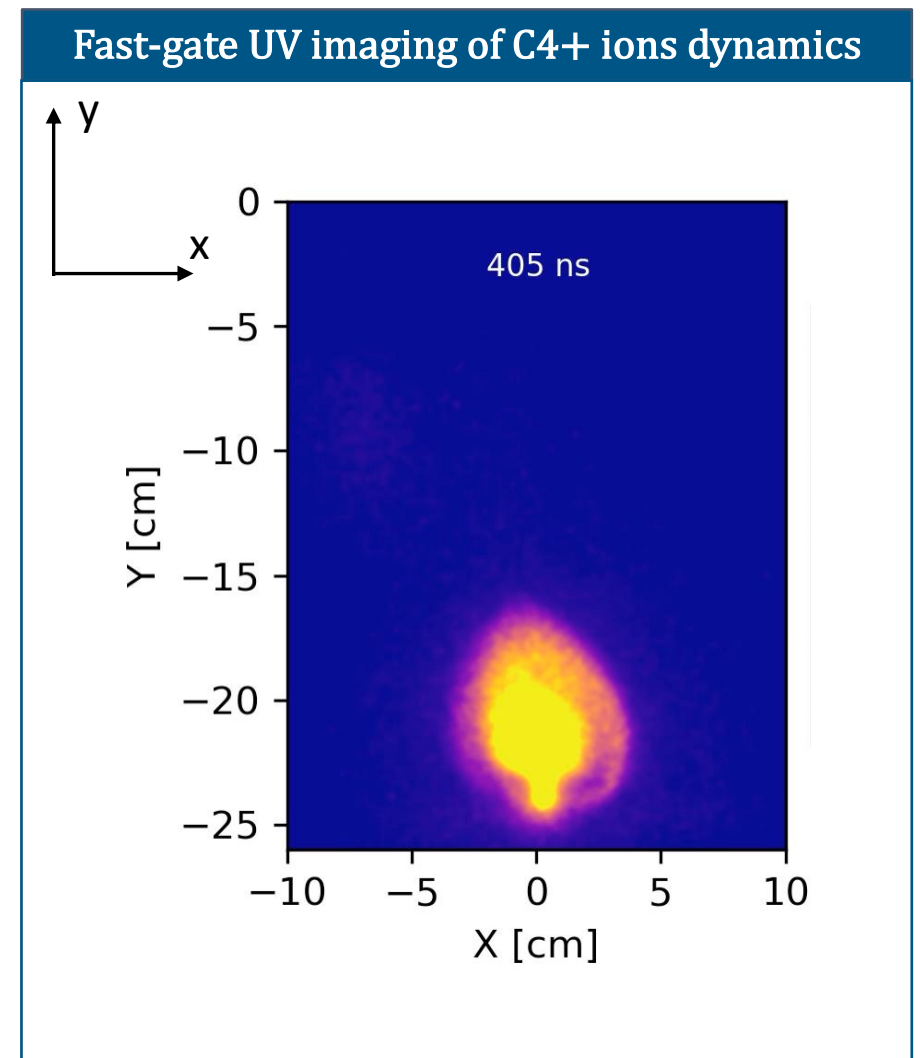 Fast-gate UV imaging of C4+ ions dynamics
y
x
405 ns
0
−5
−10
−15
−20
−25
Y [cm]
−10 −5 0 5 10
X [cm]